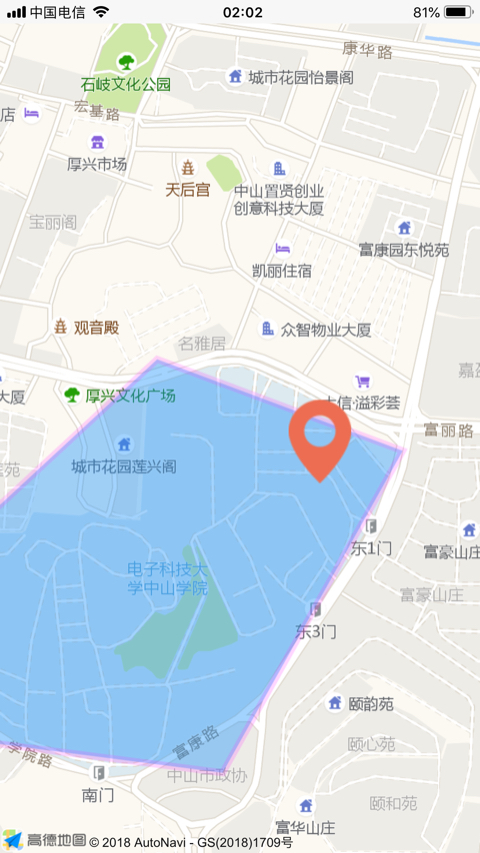 中国电信
02:02
81%
康华路
石岐文化公园
城市花园怡景阁
店
宏基路
厚兴市场
天后宫
中山置贤创业
创意科技大厦
宝丽阁
富康园东悦苑
凯丽住宿
观音殿
众智物业大厦
名雅居
嘉盈
大厦
厚兴文化广场
大信·溢彩荟
富丽路
城市花园莲兴阁
东1门
富豪山庄
电子科技大
学中山学院
富豪山庄
东3门
颐韵苑
富康路
颐心苑
学院路
中山市政协
南门
颐和苑
富华山庄
高德地图
© 2018 AutoNavi - GS(2018)1709号